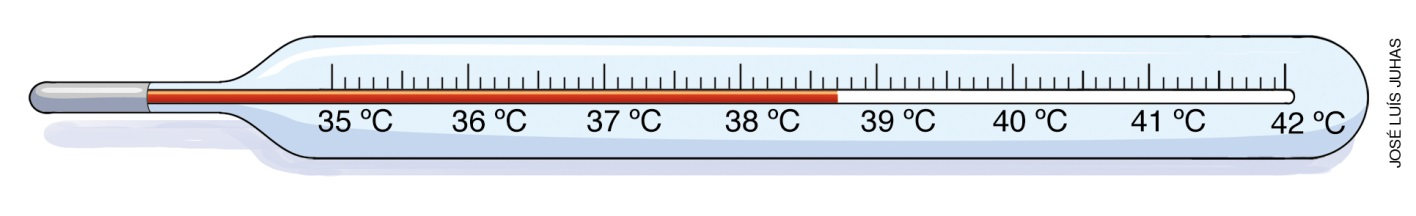 35 ºC 36 ºC 37 ºC 38 ºC 39 ºC 40 ºC 41 ºC 42 ºC
JOSÉ LUÍS JUHAS